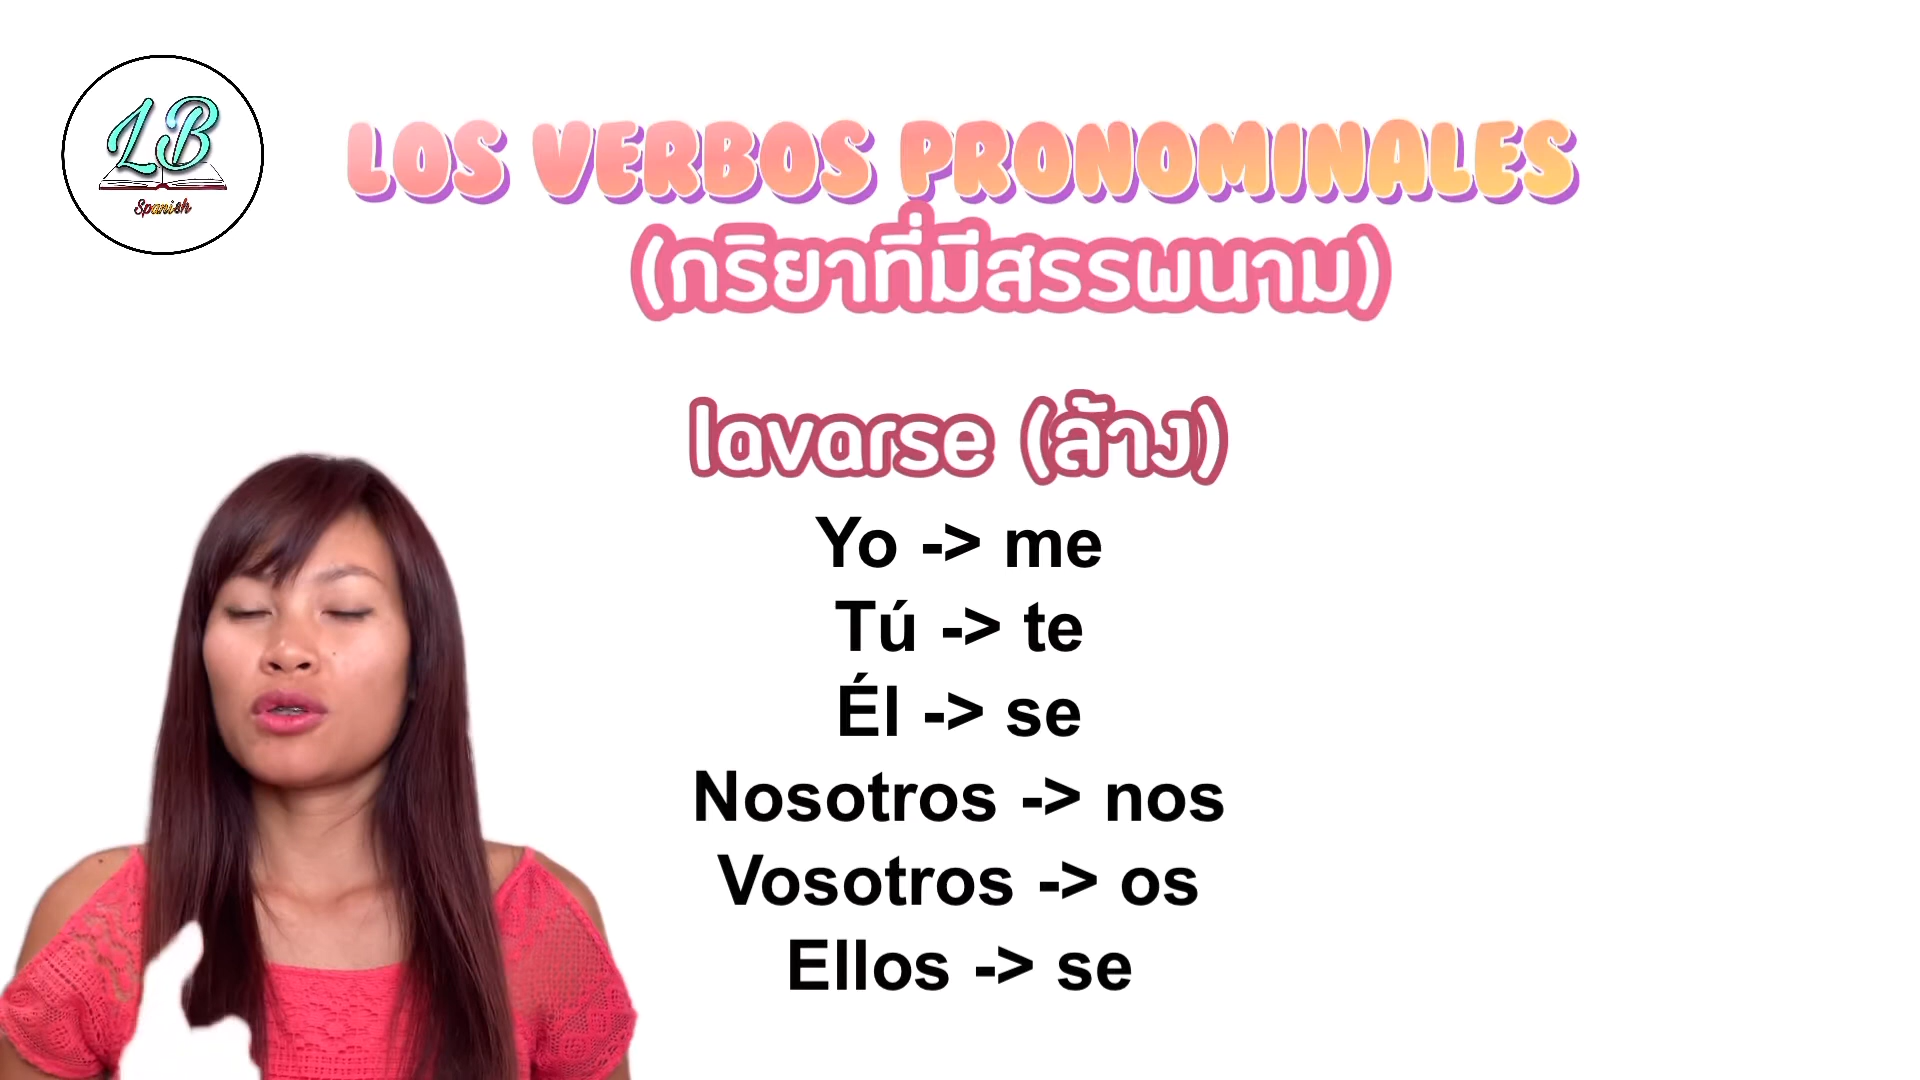 LB
Spanish
LOS VERBOS PRONOMINALES
(กริยาที่มีสรรพนาม)
lavarse (ล้าง)
Yo -> me
Tú -> te
Él -> se
Nosotros -> nos
Vosotros -> os
Ellos -> se